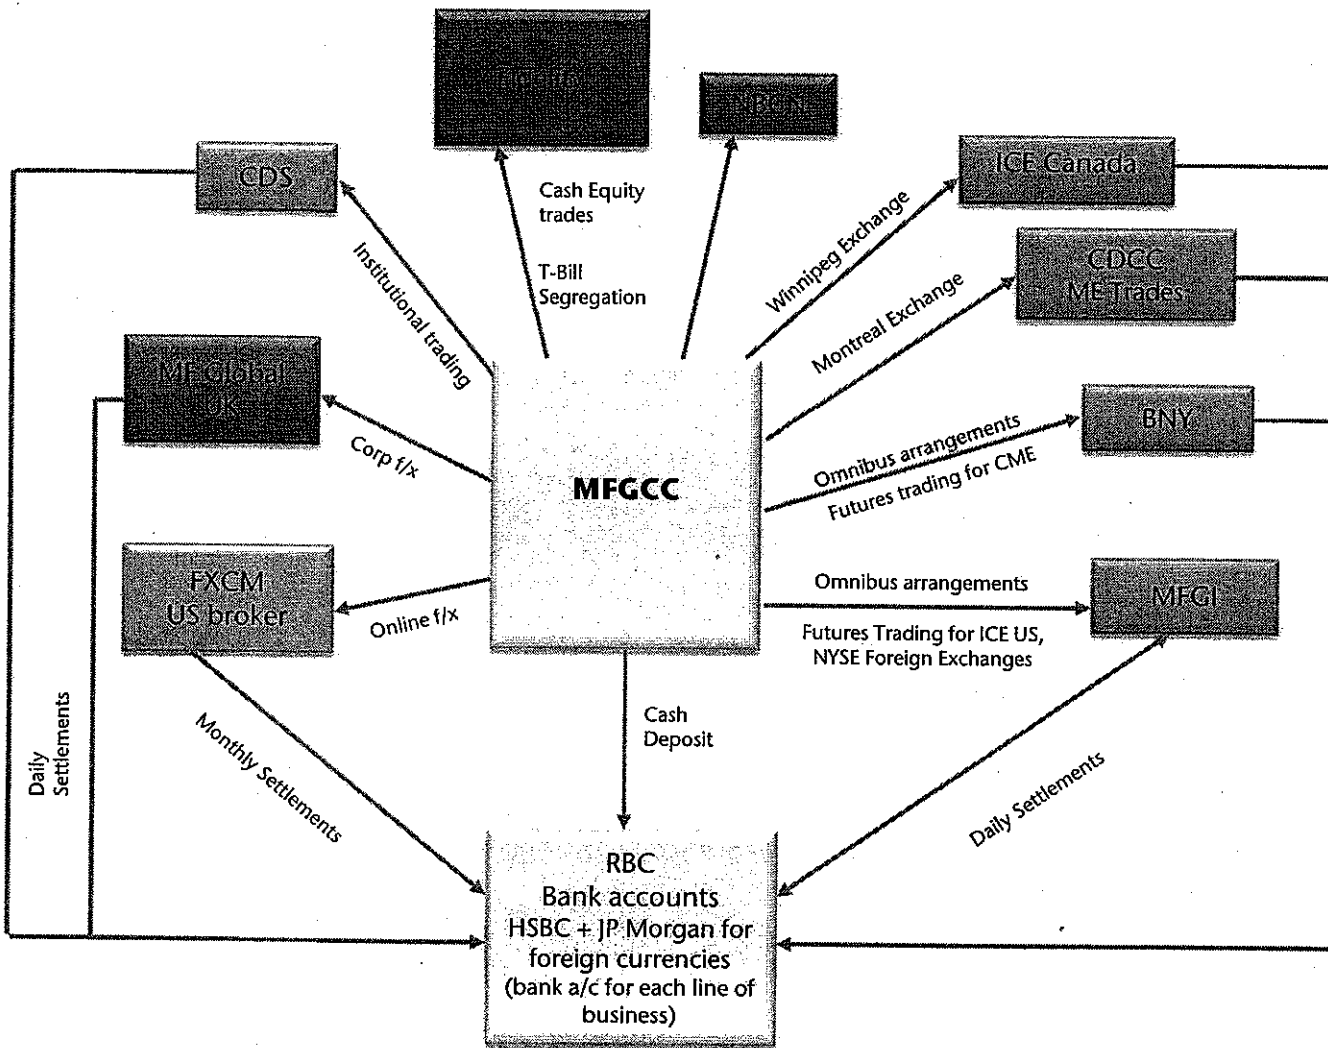 NBCN
CDS
ICE Canada
Cash Equity
trades
T-Bill
Segregation
Institutional trading
Winnipeg Exchange
CDCC
ME Trades
Montreal Exchange
MF Global
UK
Corp f/x
MFGCC
BNY
Omnibus arrangements
Futures trading for CME
FXCM
US broker
Online f/x
Omnibus arrangements
MFGI
Futures Trading for ICE US,
NYSE Foreign Exchanges
Daily
Settlements
Monthly Settlements
Cash
Deposit
Daily Settlements
RBC
Bank accounts
HSBC + JP Morgan for
foreign currencies
(bank a/c for each line of
business)